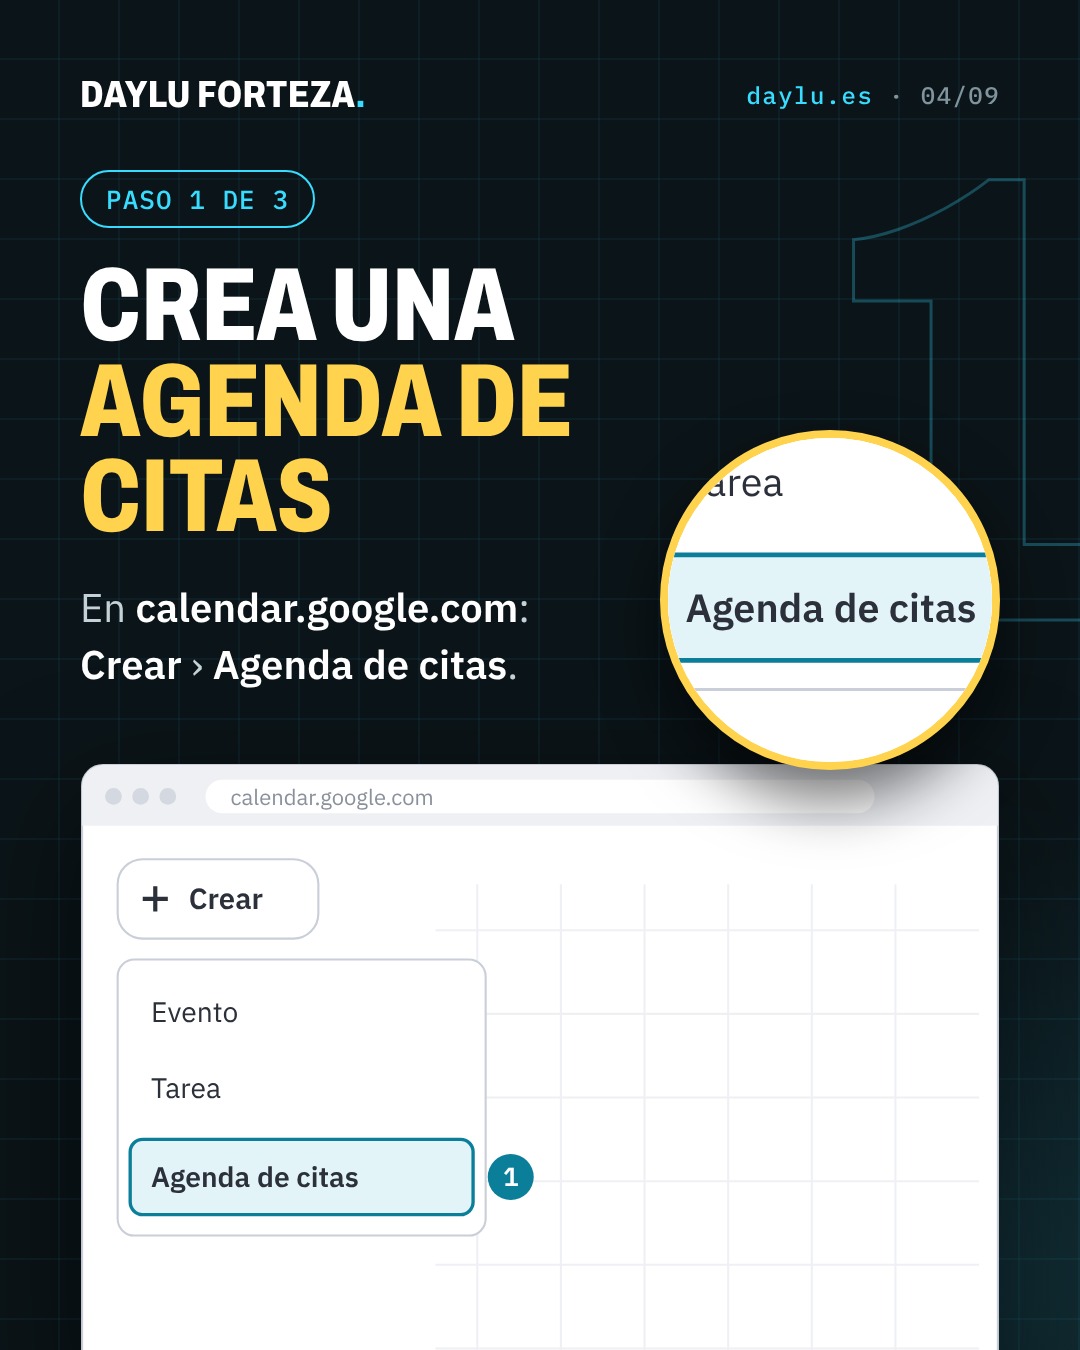 DAYLU FORTEZA.
daylu.es · 04/09
PASO 1 DE 3
CREA UNA
AGENDA DE
CITAS
En calendar.google.com:
Crear › Agenda de citas.
1
area
Agenda de citas
calendar.google.com
+ Crear
Evento
Tarea
Agenda de citas
1